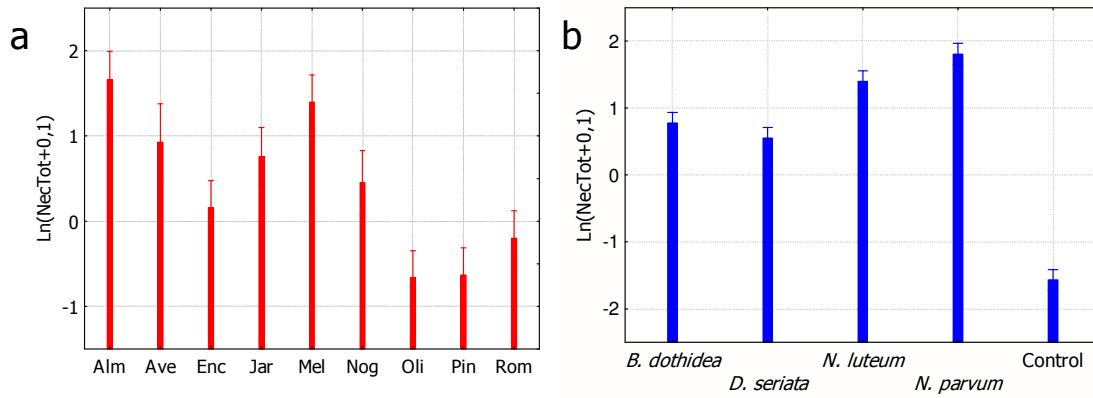 a
Ln(NecTot+0,1)
2
1
0
-1
Alm Ave Enc Jar Mel Nog Oli Pin Rom
b
Ln(NecTot+0,1)
2
1
0
-1
-2
B. dothidea N. luteum Control
D. seriata N. parvum